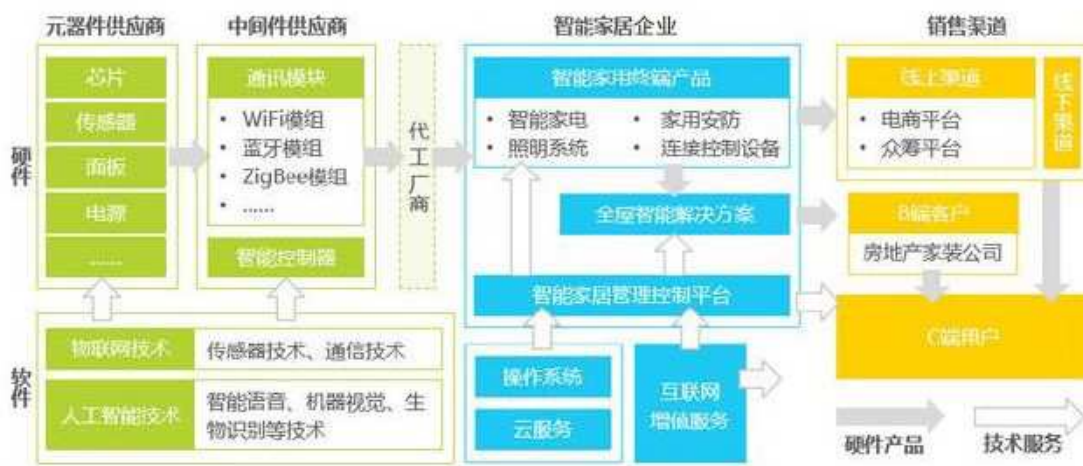 元器件供应商
中间件供应商
智能家居企业
销售渠道
硬件
芯片
传感器
面板
电源
......
通讯模块
• WiFi模组
• 蓝牙模组
• ZigBee模组
• ......
智能控制器
代工厂商
智能家用终端产品
• 智能家电
• 照明系统
• 家用安防
• 连接控制设备
全屋智能解决方案
智能家居管理控制平台
线上渠道
• 电商平台
• 众筹平台
线下渠道
B端客户
房地产家装公司
C端用户
软件
物联网技术
传感器技术、通信技术
人工智能技术
智能语音、机器视觉、生
物识别等技术
操作系统
云服务
互联网
增值服务
硬件产品
技术服务